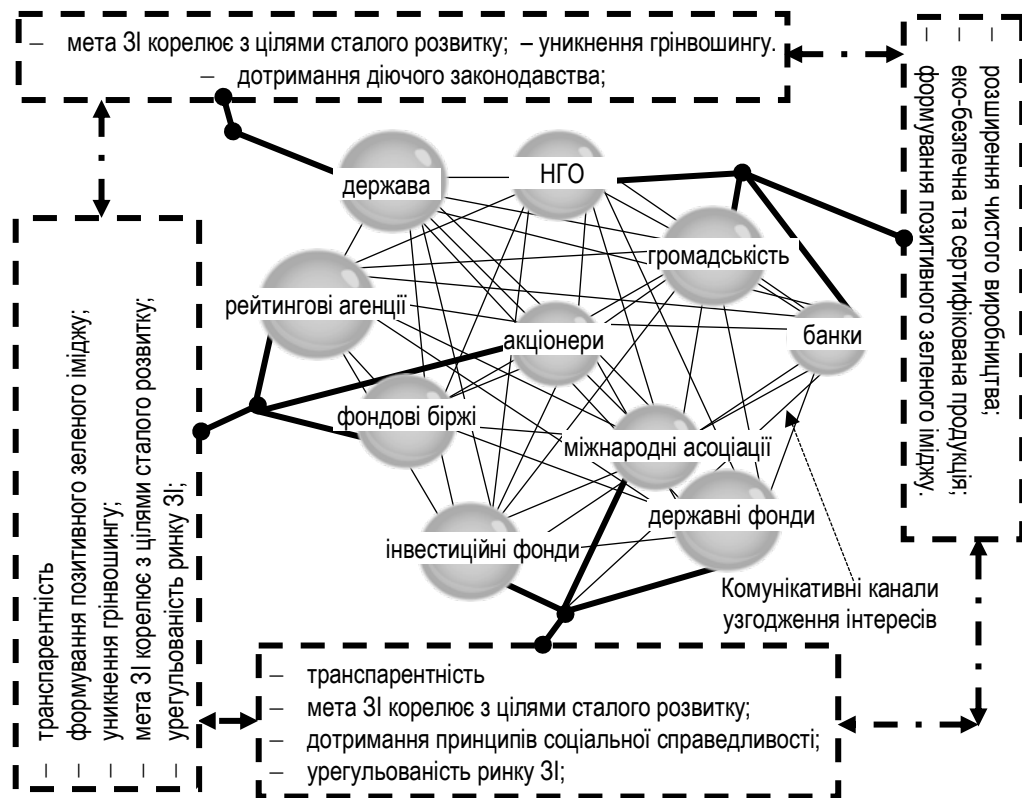 – мета ЗІ корелює з цілями сталого розвитку; – уникнення грінвошингу.
– дотримання діючого законодавства;
– розширення чистого виробництва;
– еко-безпечна та сертифікована продукція;
– формування позитивного зеленого іміджу.
держава
НГО
громадськість
рейтингові агенції
акціонери
банки
фондові біржі
міжнародні асоціації
державні фонди
інвестиційні фонди
Комунікативні канали
узгодження інтересів
– транспарентність
– формування позитивного зеленого іміджу;
– уникнення грінвошингу;
– мета ЗІ корелює з цілями сталого розвитку;
– урегульованість ринку ЗІ;
– транспарентність
– мета ЗІ корелює з цілями сталого розвитку;
– дотримання принципів соціальної справедливості;
– урегульованість ринку ЗІ;